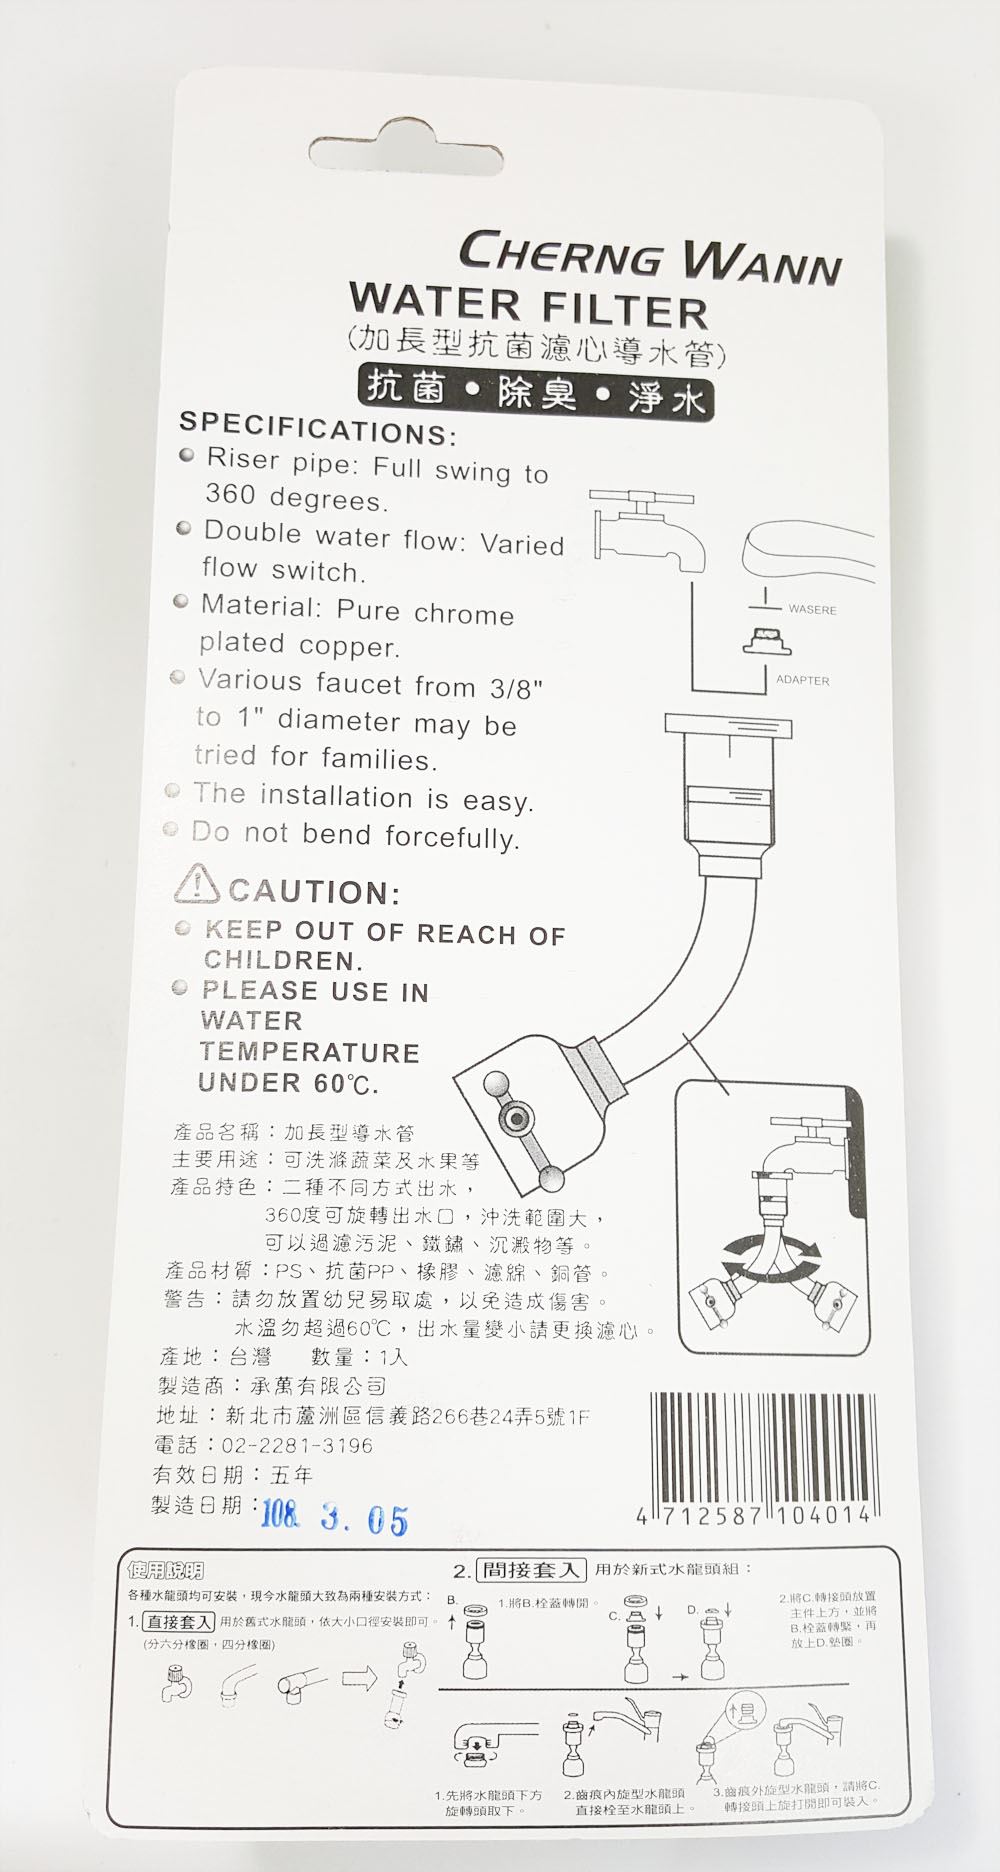 CHERNG WANN
WATER FILTER
(加長型抗菌濾心導水管)
抗菌・除臭・淨水
SPECIFICATIONS:
Riser pipe: Full swing to
360 degrees.
Double water flow: Varied
flow switch.
Material: Pure chrome
plated copper.
Various faucet from 3/8"
to 1" diameter may be
tried for families.
The installation is easy.
Do not bend forcefully.
WASERE
ADAPTER
CAUTION:
KEEP OUT OF REACH OF
CHILDREN.
PLEASE USE IN
WATER
TEMPERATURE
UNDER 60℃.
產品名稱：加長型導水管
主要用途：可洗滌蔬菜及水果等
產品特色：二種不同方式出水，
360度可旋轉出水口，沖洗範圍大，
可以過濾污泥、鐵鏽、沉澱物等。
產品材質：PS、抗菌PP、橡膠、濾綿、銅管。
警告：請勿放置幼兒易取處，以免造成傷害。
水溫勿超過60℃，出水量變小請更換濾心。
產地：台灣 數量：1入
製造商：承萬有限公司
地址：新北市蘆洲區信義路266巷24弄5號1F
電話：02-2281-3196
有效日期：五年
製造日期：108. 3. 05
4 712587 104014
使用說明
各種水龍頭均可安裝，現今水龍頭大致為兩種安裝方式：
1. 直接套入 用於舊式水龍頭，依大小口徑安裝即可。
(分六分橡圈，四分橡圈)
2. 間接套入 用於新式水龍頭組：
B.
1.將B.栓蓋轉開。
C.
D.
2.將C.轉接頭放置
主件上方，並將
B.栓蓋轉緊，再
放上D.墊圈。
1.先將水龍頭下方
旋轉頭取下。
2.齒痕內旋型水龍頭
直接栓至水龍頭上。
3.齒痕外旋型水龍頭，請將C.
轉接頭上旋打開即可裝入。